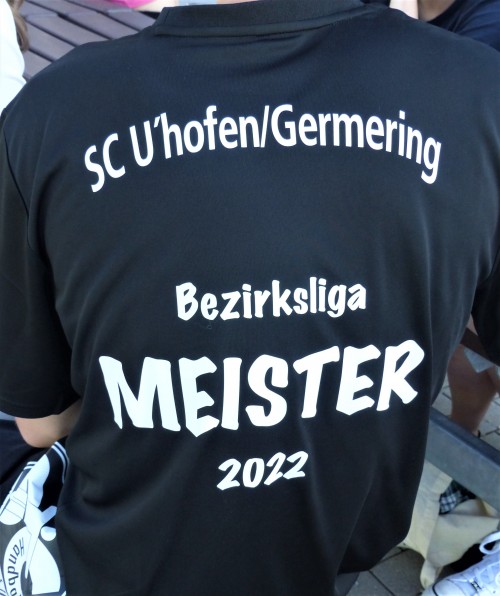 SC U'hofen/Germering
Bezirksliga
MEISTER
2022